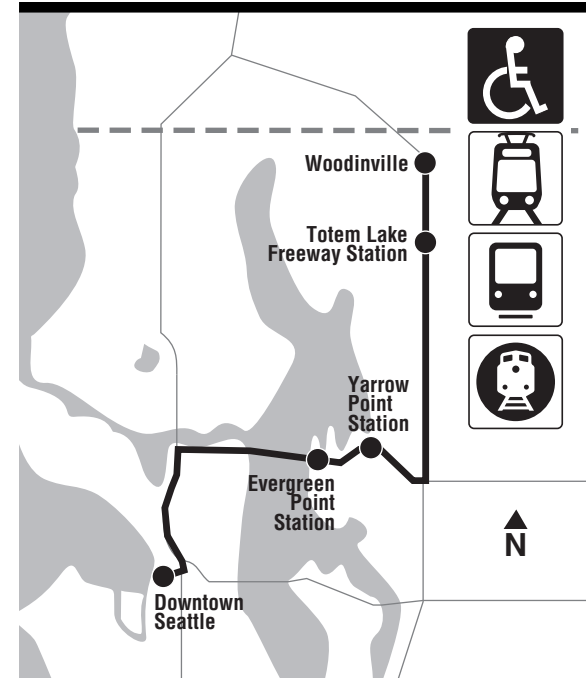 Woodinville
Totem Lake
Freeway Station
Yarrow
Point
Station
Evergreen
Point
Station
N
Downtown
Seattle